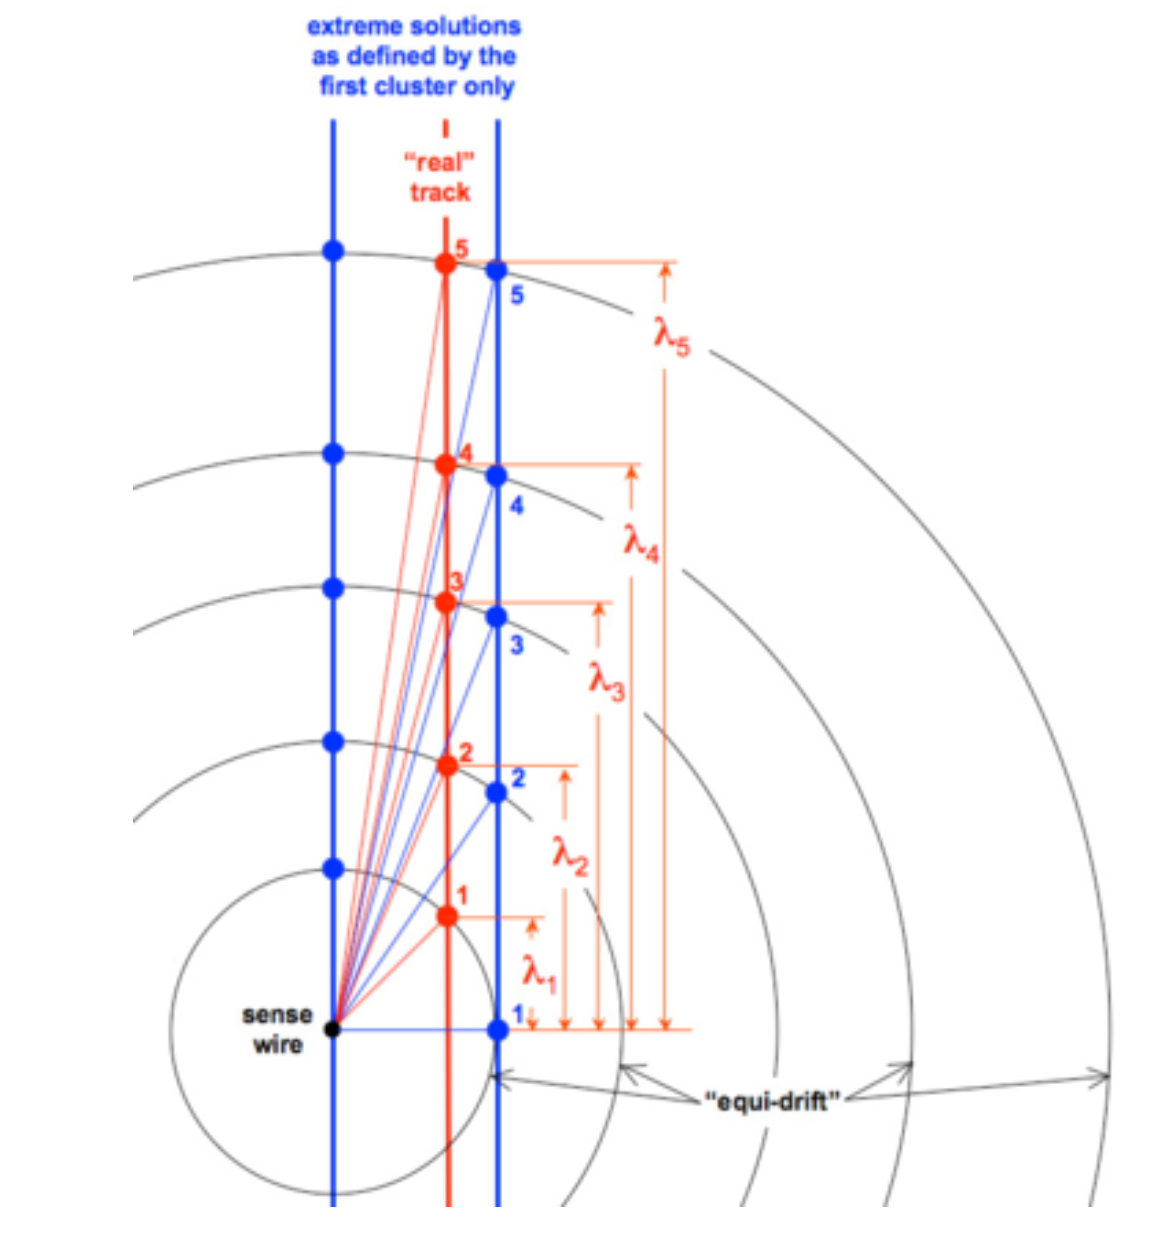 extreme solutions
as defined by the
first cluster only
“real”
track
5
5
λ5
4
4
λ4
3
3
λ3
2
2
λ2
1
λ1
sense
wire
1
“equi-drift”